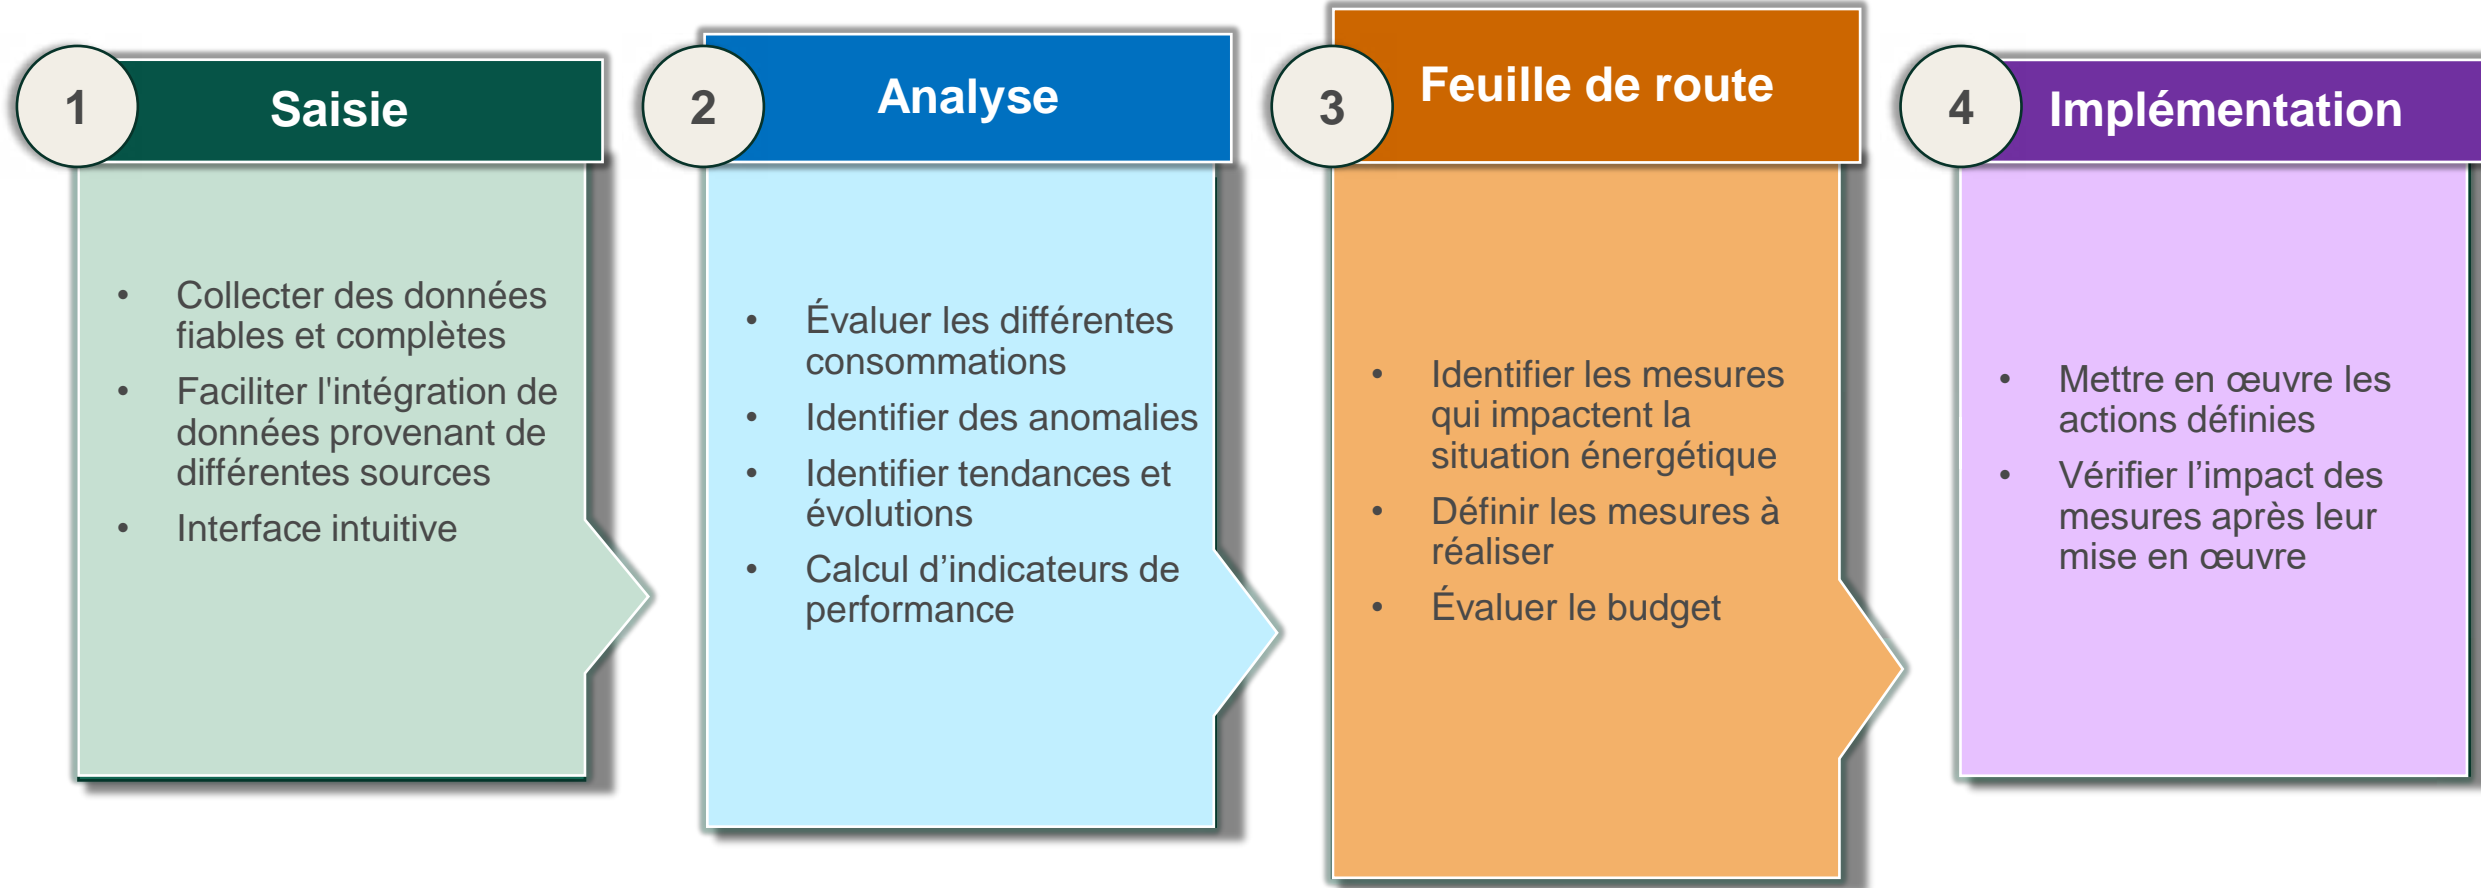 1
Saisie
• Collecter des données
fiables et complètes
• Faciliter l'intégration de
données provenant de
différentes sources
• Interface intuitive
2
Analyse
• Évaluer les différentes
consommations
• Identifier des anomalies
• Identifier tendances et
évolutions
• Calcul d’indicateurs de
performance
3
Feuille de route
• Identifier les mesures
qui impactent la
situation énergétique
• Définir les mesures à
réaliser
• Évaluer le budget
4
Implémentation
• Mettre en œuvre les
actions définies
• Vérifier l’impact des
mesures après leur
mise en œuvre